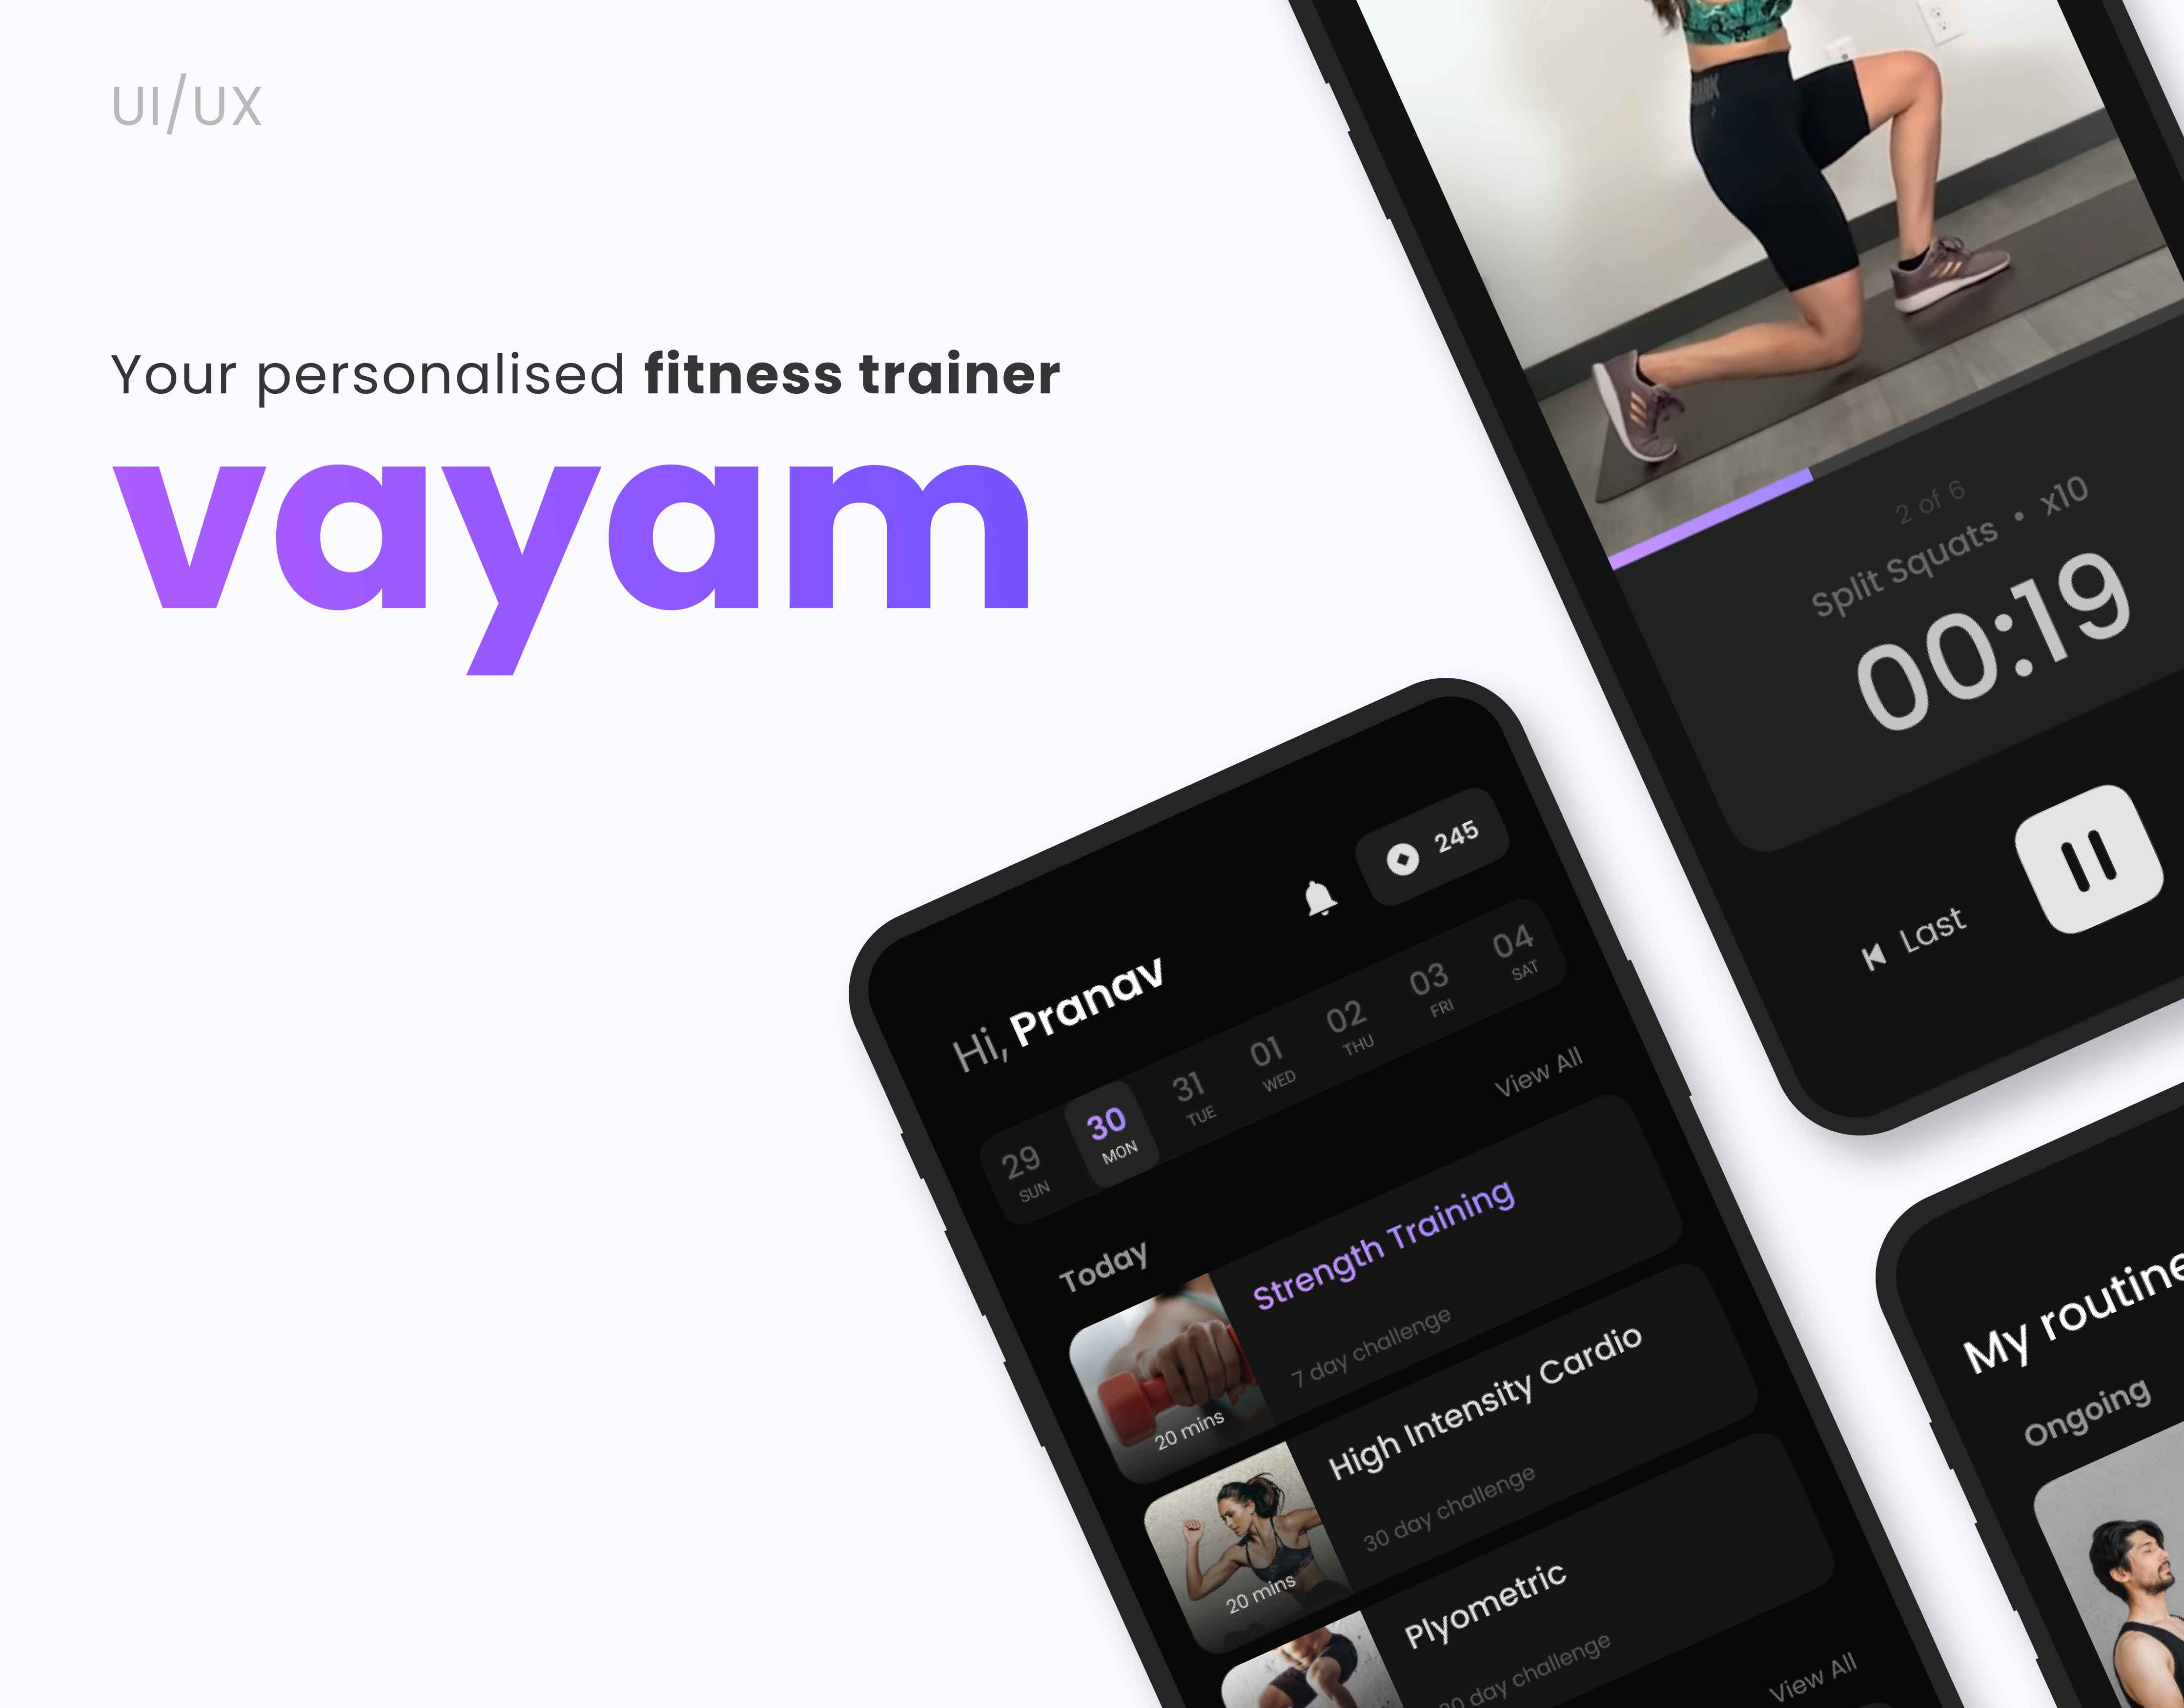 UI/UX
Your personalised fitness trainer
vayam
2 of 6
Split Squats • x10
00:19
Last
245
Hi, Pranav
29 30 31 01 02 03 04
SUN MON TUE WED THU FRI SAT
Today View All
Strength Training
7 day challenge
20 mins
High Intensity Cardio
30 day challenge
20 mins
Plyometric
day challenge
View All
My routine
Ongoing